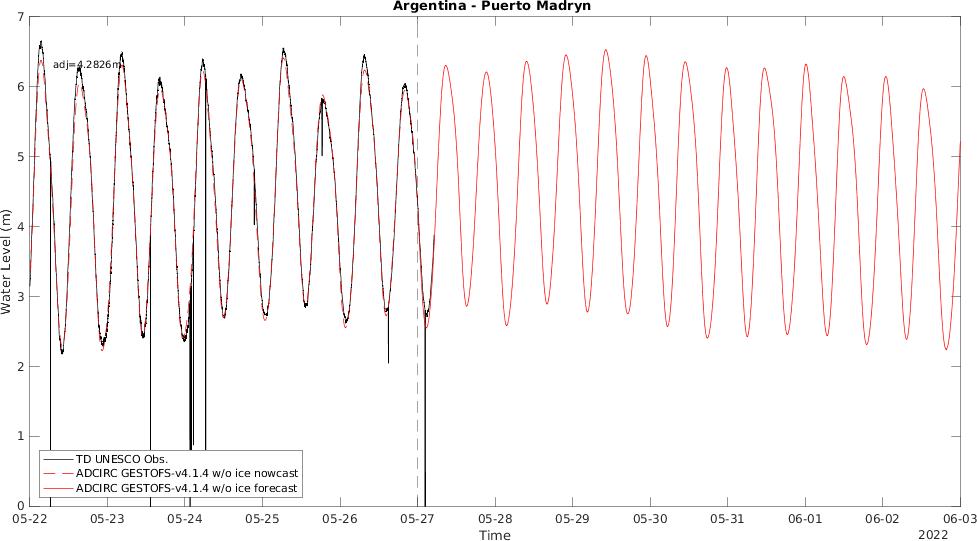 Argentina - Puerto Madryn
7
adj=4.2826m
6
5
4
3
2
1
0
Water Level (m)
TD UNESCO Obs.
ADCIRC GESTOFS-v4.1.4 w/o ice nowcast
ADCIRC GESTOFS-v4.1.4 w/o ice forecast
05-22 05-23 05-24 05-25 05-26 05-27 05-28 05-29 05-30 05-31 06-01 06-02 06-03
Time
2022